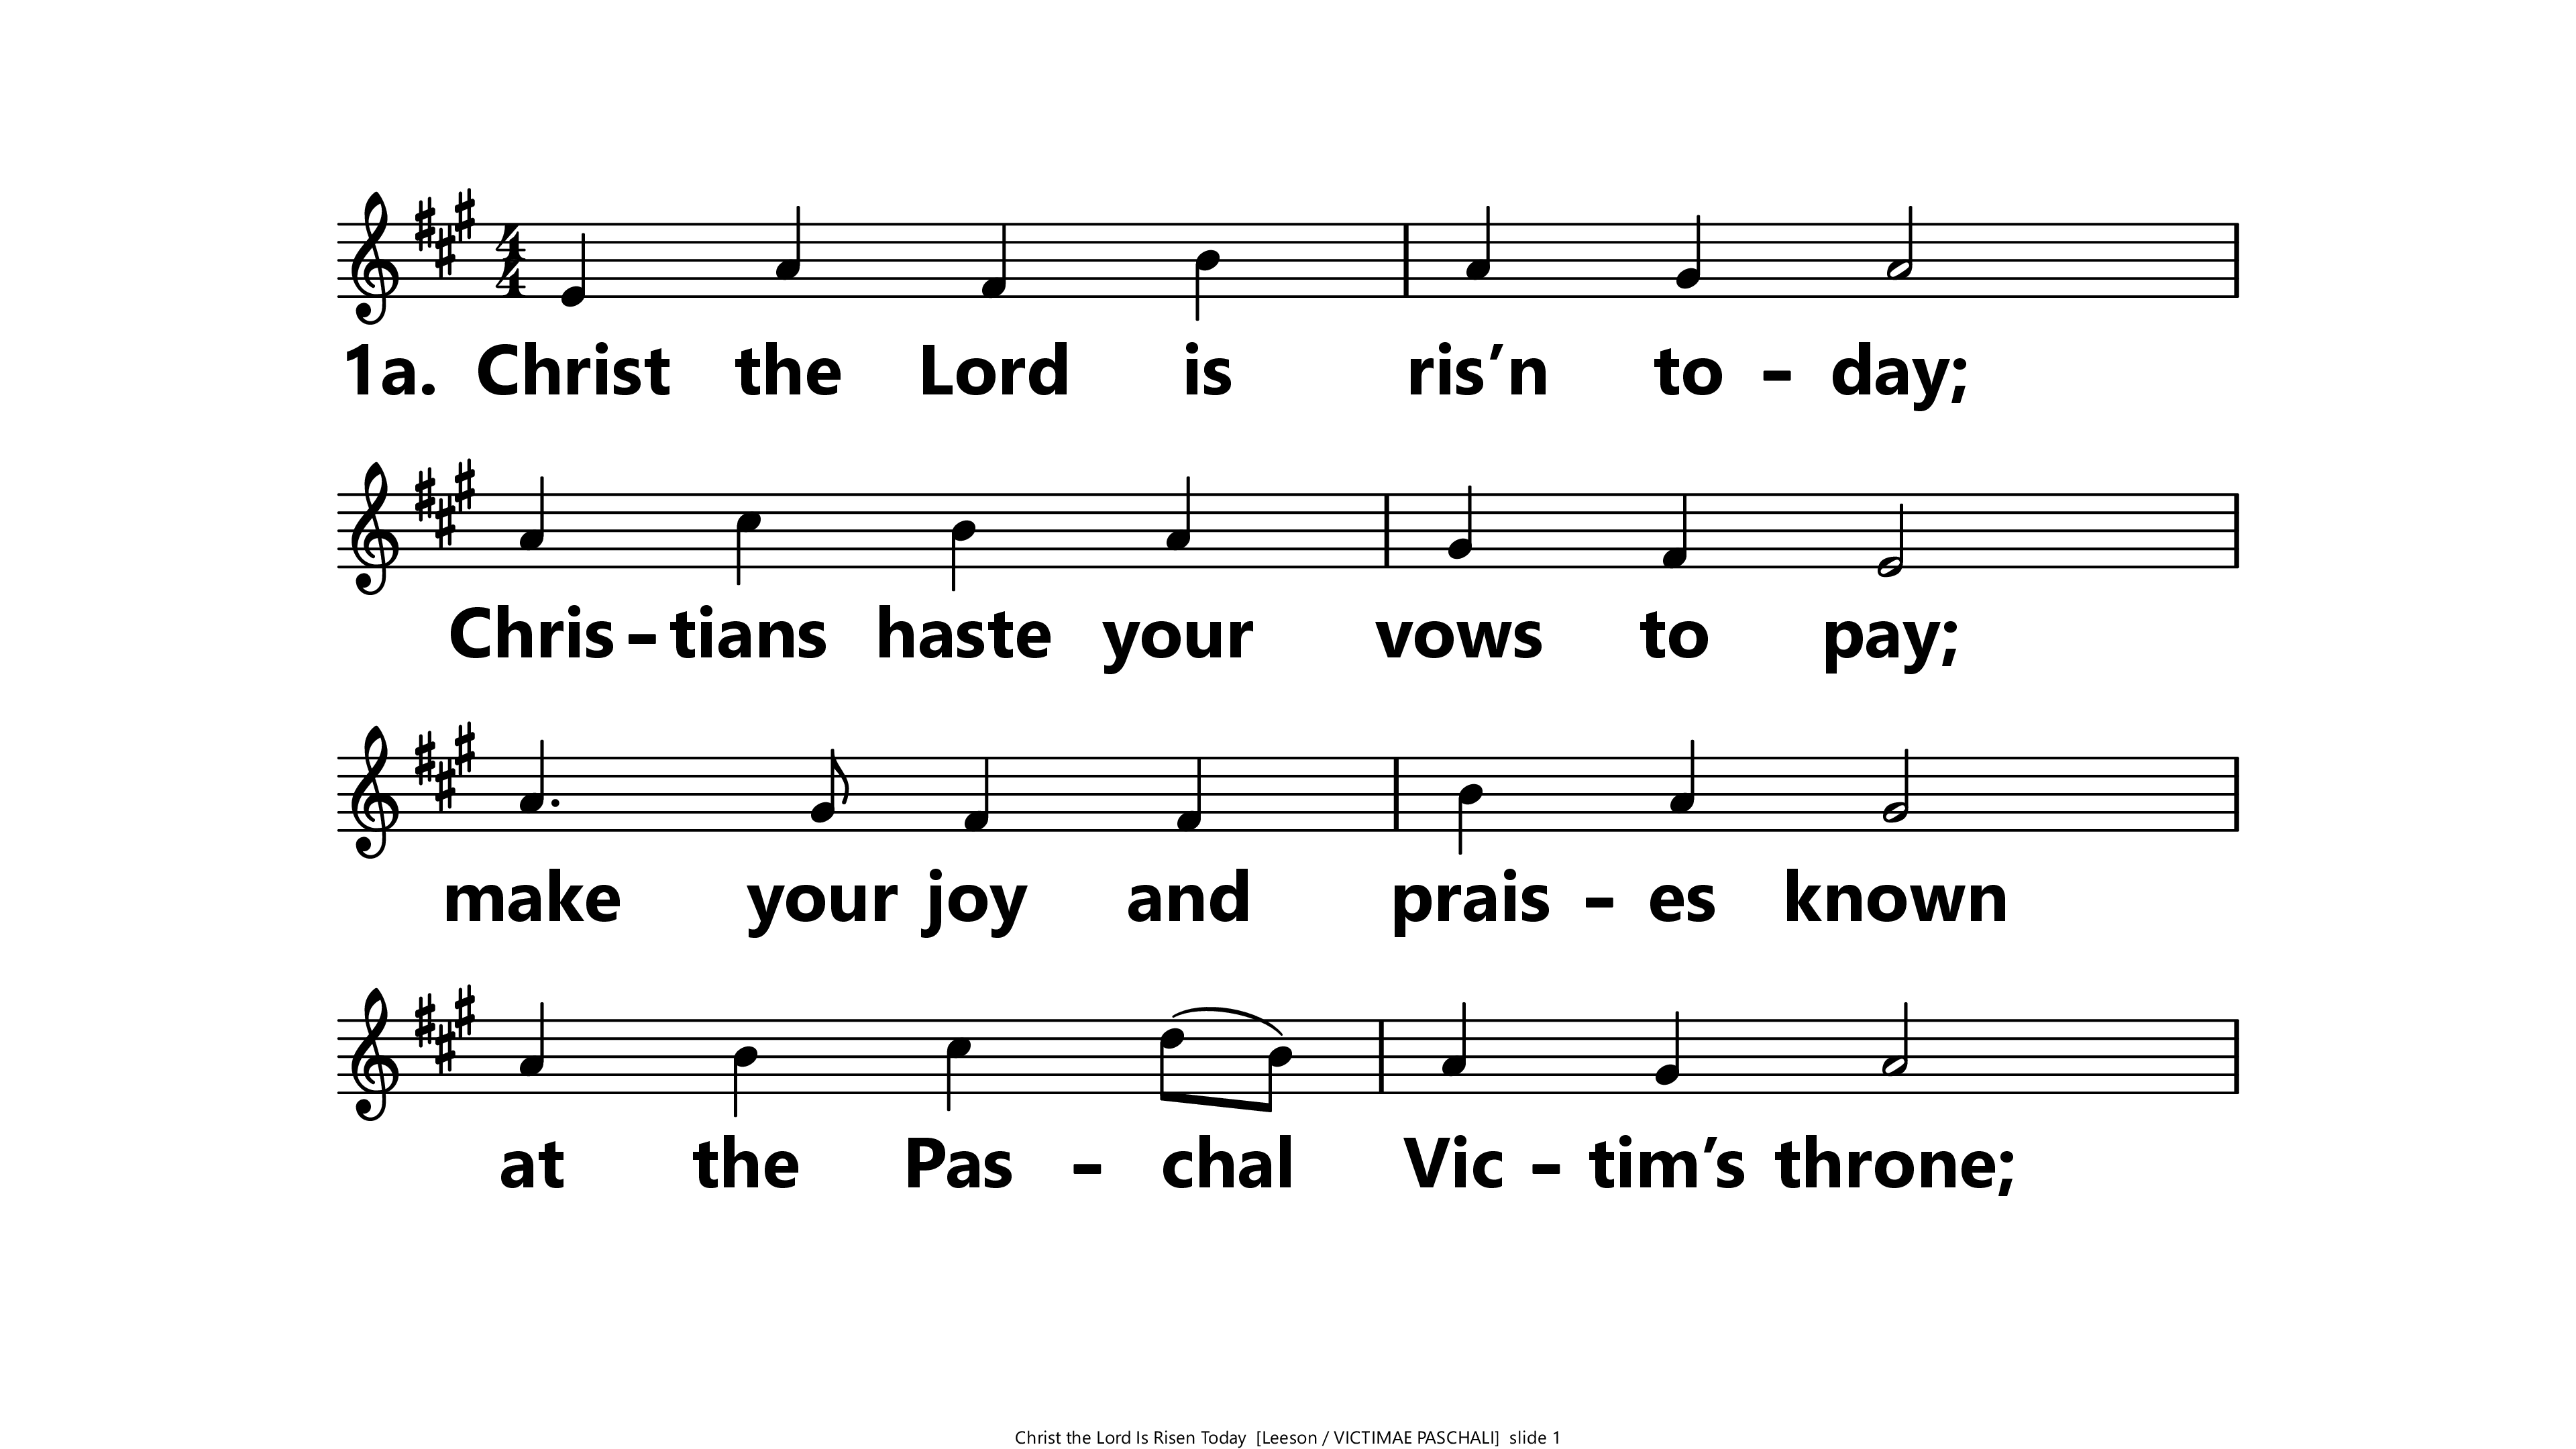 1a. Christ the Lord is ris’n to - day;
Chris - tians haste your vows to pay;
make your joy and prais - es known
at the Pas - chal Vic - tim’s throne;
Christ the Lord Is Risen Today [Leeson / VICTIMAE PASCHALI] slide 1